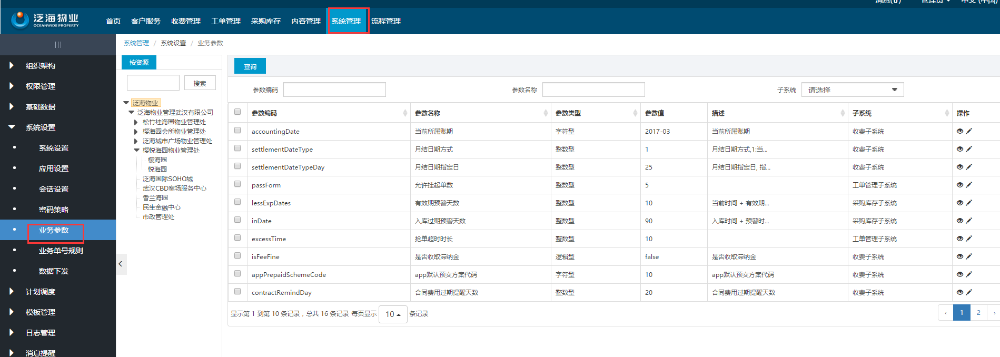 消息(0) 管理员 中文 (中国)
泛海物业
OCEANWIDE PROPERTY
首页 客户服务 收费管理 工单管理 采购库存 内容管理 系统管理 流程管理
系统管理 / 系统设置 / 业务参数
组织架构
权限管理
基础数据
系统设置
系统设置
应用设置
会话设置
密码策略
业务参数
业务单号规则
数据下发
计划调度
模板管理
日志管理
消息提醒
按资源
搜索
泛海物业
泛海物业管理武汉有限公司
松竹桂海园物业管理处
樱海园会所物业管理处
泛海城市广场物业管理处
樱悦海园物业管理处
樱海园
悦海园
泛海国际SOHO城
武汉CBD案场服务中心
香兰海园
民生金融中心
市政管理处
查询
参数编码 参数名称 子系统 请选择
参数编码 参数名称 参数类型 参数值 描述 子系统 操作
accountingDate 当前所属账期 字符型 2017-03 当前所属账期 收费子系统
settlementDateType 月结日期方式 整数型 1 月结日期方式,1:当... 收费子系统
settlementDateTypeDay 月结日期指定日 整数型 25 月结日期指定日, 指... 收费子系统
passForm 允许挂起单数 整数型 5 工单管理子系统
lessExpDates 有效期预警天数 整数型 10 当前时间 + 有效期... 采购库存子系统
inDate 入库过期预警天数 整数型 90 入库时间 + 预警时... 采购库存子系统
excessTime 抢单超时时长 整数型 10 工单管理子系统
isFeeFine 是否收取滞纳金 逻辑型 false 是否收取滞纳金 收费子系统
appPrepaidSchemeCode app默认预交方案代码 字符型 10 app默认预交方案代码 收费子系统
contractRemindDay 合同费用过期提醒天数 整数型 20 合同费用过期提醒天数 收费子系统
显示第 1 到第 10 条记录，总共 16 条记录 每页显示 10 条记录
‹ 1 2 ›